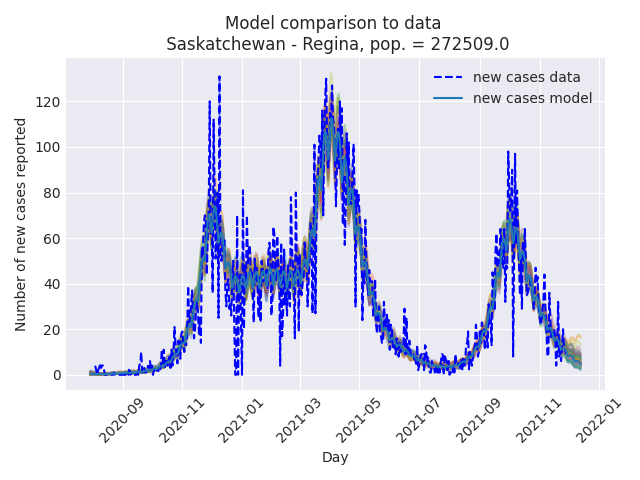 Model comparison to data
Saskatchewan - Regina, pop. = 272509.0
new cases data
new cases model
Number of new cases reported
120
100
80
60
40
20
0
2020-09
2020-11
2021-01
2021-03
2021-05
2021-07
2021-09
2021-11
2022-01
Day